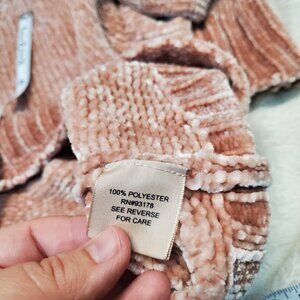 100% POLYESTER
RN#93178
SEE REVERSE
FOR CARE